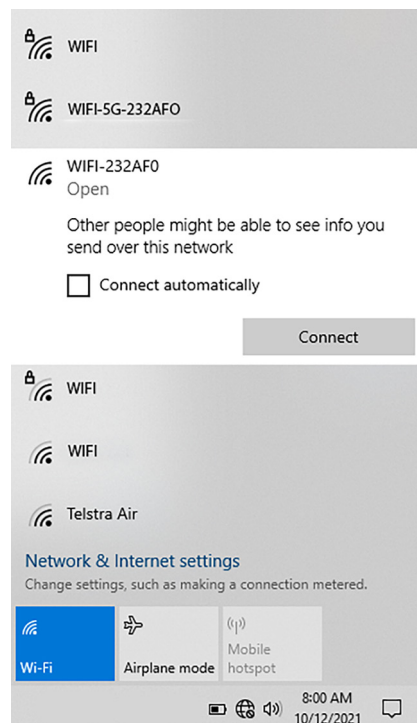 WIFI
WIFI-5G-232AFO
WIFI-232AF0
Open
Other people might be able to see info you
send over this network
Connect automatically
Connect
WIFI
WIFI
Telstra Air
Network & Internet settings
Change settings, such as making a connection metered.
Wi-Fi
Airplane mode
Mobile
hotspot
8:00 AM
10/12/2021